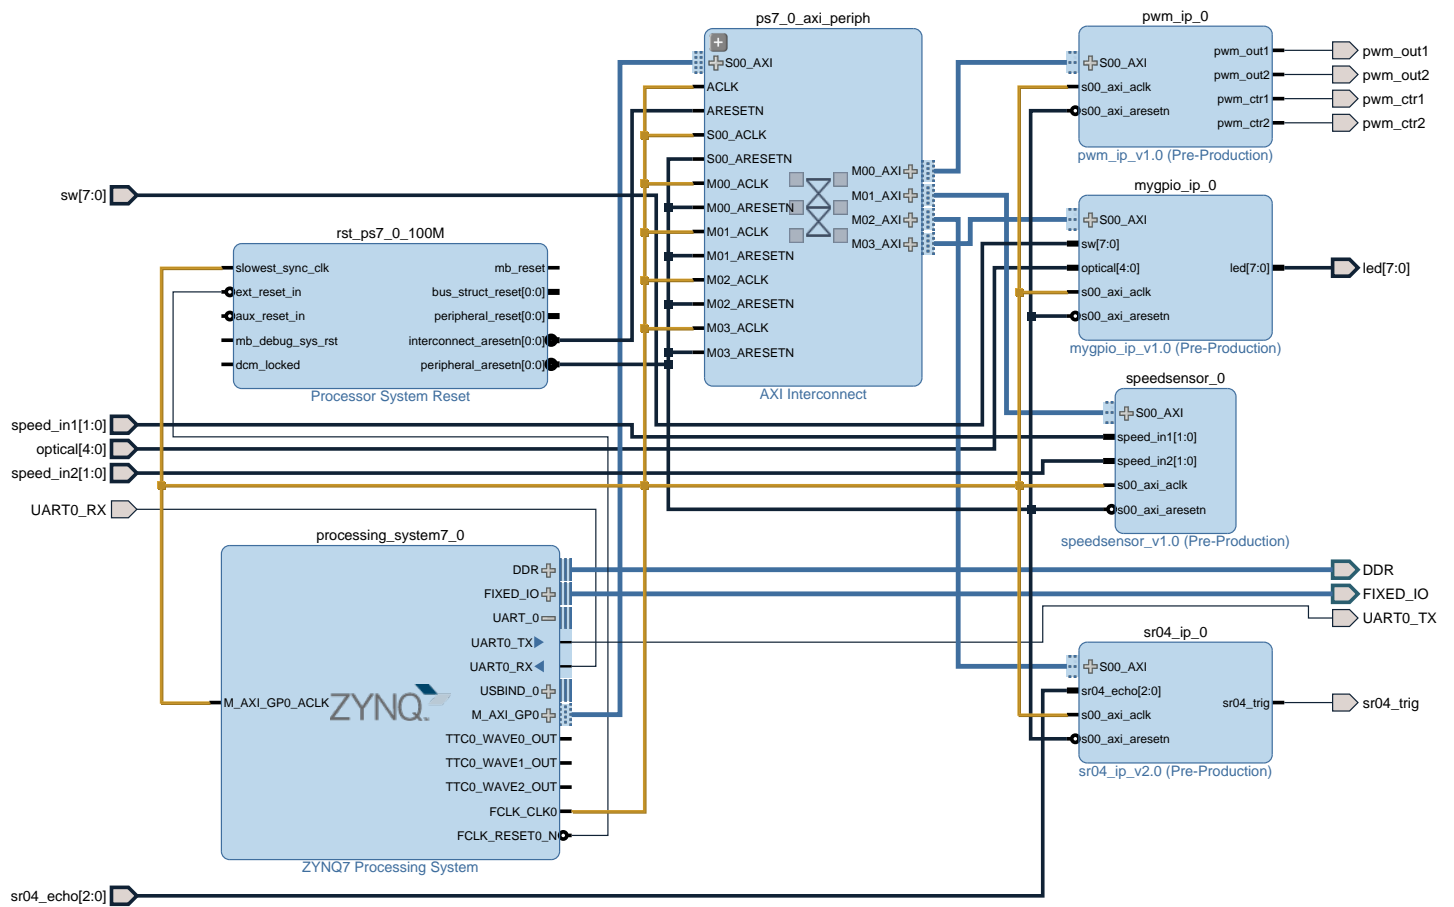 sw[7:0]
speed_in1[1:0]
optical[4:0]
speed_in2[1:0]
UART0_RX
sr04_echo[2:0]
rst_ps7_0_100M
slowest_sync_clk
ext_reset_in
aux_reset_in
mb_debug_sys_rst
dcm_locked
mb_reset
bus_struct_reset[0:0]
peripheral_reset[0:0]
interconnect_aresetn[0:0]
peripheral_aresetn[0:0]
Processor System Reset
processing_system7_0
M_AXI_GP0_ACLK
ZYNQ
DDR
FIXED_IO
UART_0
UART0_TX
UART0_RX
USBIND_0
M_AXI_GP0
TTC0_WAVE0_OUT
TTC0_WAVE1_OUT
TTC0_WAVE2_OUT
FCLK_CLK0
FCLK_RESET0_N
ZYNQ7 Processing System
ps7_0_axi_periph
S00_AXI
ACLK
ARESETN
S00_ACLK
S00_ARESETN
M00_ACLK
M00_ARESETN
M01_ACLK
M01_ARESETN
M02_ACLK
M02_ARESETN
M03_ACLK
M03_ARESETN
M00_AXI
M01_AXI
M02_AXI
M03_AXI
AXI Interconnect
pwm_ip_0
S00_AXI
s00_axi_aclk
s00_axi_aresetn
pwm_out1
pwm_out2
pwm_ctr1
pwm_ctr2
pwm_ip_v1.0 (Pre-Production)
mygpio_ip_0
S00_AXI
sw[7:0]
optical[4:0]
s00_axi_aclk
s00_axi_aresetn
led[7:0]
mygpio_ip_v1.0 (Pre-Production)
speedsensor_0
S00_AXI
speed_in1[1:0]
speed_in2[1:0]
s00_axi_aclk
s00_axi_aresetn
speedsensor_v1.0 (Pre-Production)
sr04_ip_0
S00_AXI
sr04_echo[2:0]
s00_axi_aclk
s00_axi_aresetn
sr04_trig
sr04_ip_v2.0 (Pre-Production)
pwm_out1
pwm_out2
pwm_ctr1
pwm_ctr2
led[7:0]
DDR
FIXED_IO
UART0_TX
sr04_trig